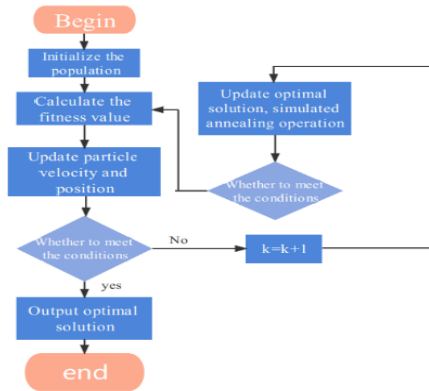 Begin
Initialize the
population
Calculate the
fitness value
Update particle
velocity and
position
Whether to meet
the conditions
No
yes
Output optimal
solution
end
Update optimal
solution, simulated
annealing operation
Whether to meet
the conditions
k=k+1